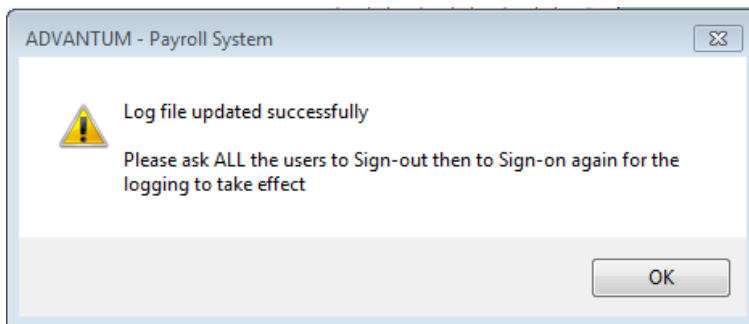 ADVANTUM - Payroll System
Log file updated successfully
Please ask ALL the users to Sign-out then to Sign-on again for the
logging to take effect
OK